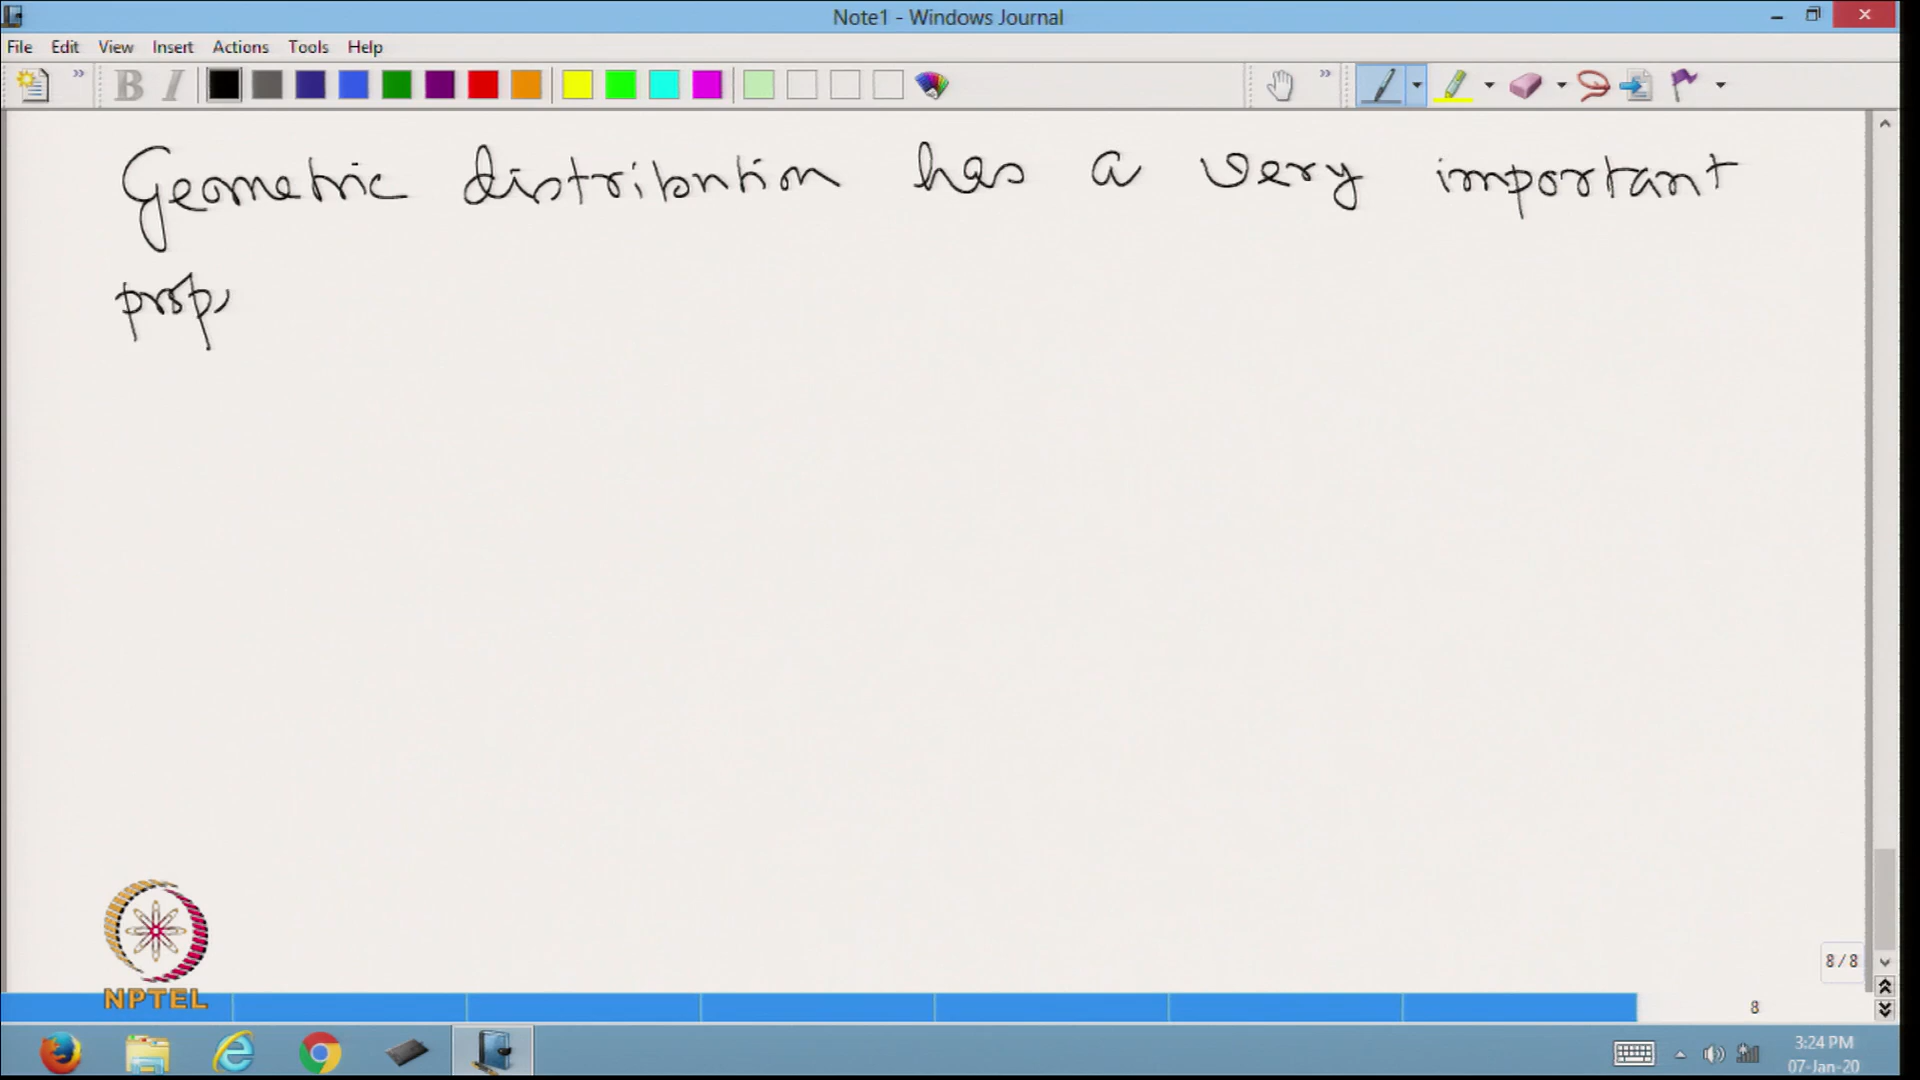 Note1 - Windows Journal
File Edit View Insert Actions Tools Help
B I
Geometric distribution has a very important
prop
8 / 8
NPTEL
8
3:24 PM
07-Jan-20